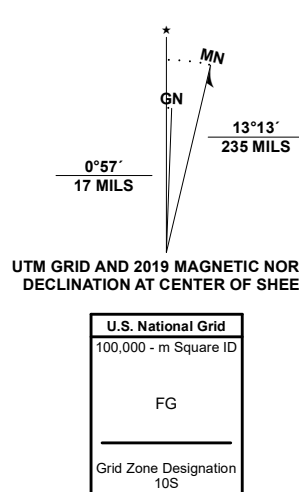 ★
MN
GN
13°13´
235 MILS
0°57´
17 MILS
UTM GRID AND 2019 MAGNETIC NOR
DECLINATION AT CENTER OF SHEE
U.S. National Grid
100,000 - m Square ID
FG
Grid Zone Designation
10S